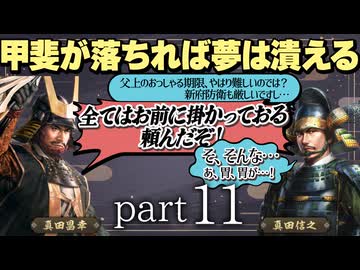 甲斐が落ちれば夢は潰える
父上のおっしゃる期限、やはり難しいのでは？
新府防衛も厳しいですし…
全てはお前に掛かっておる
頼んだぞ！
そ、そんな…
あ、胃、胃が…！
part 11
真田昌幸
真田信之